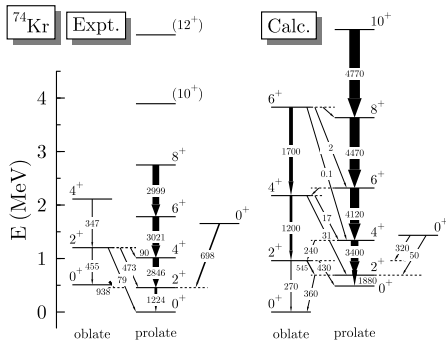 ⁷⁴Kr Expt. Calc.
(12⁺) 10⁺
4770
(10⁺) 6⁺ 8⁺
4 2
1700 4470
8⁺ 0.1
3 2999 6⁺
4⁺ 6⁺ 4⁺ 17 4120
2 347 3021 0⁺ 1200 31 4⁺ 0⁺
2⁺ 90 4⁺ 240 3400 320
1 455 473 2846 698 2⁺ 545 430 2⁺ 50
0⁺ 938 79 2⁺ 270 360 1880
1224 0⁺ 0⁺ 0⁺
0
E (MeV)
oblate prolate oblate prolate